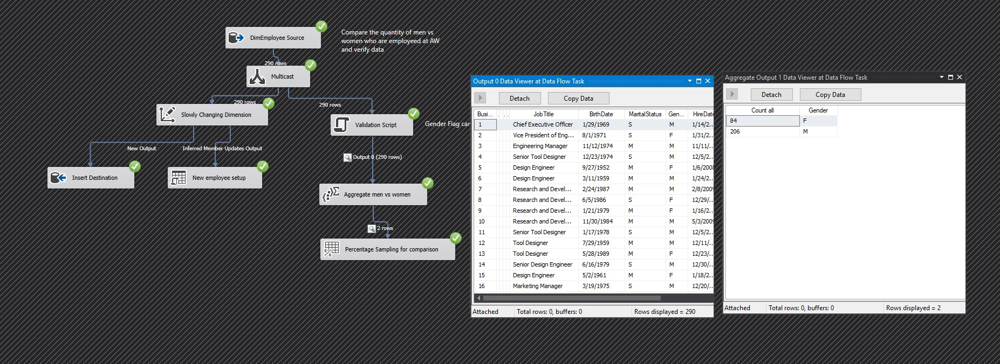 DimEmployee Source
Compare the quantity of men vs
women who are employeed at AW
and verify data
290 rows
Multicast
290 rows
290 rows
Slowly Changing Dimension
Validation Script
Gender Flag can
New Output
Inferred Member Updates Output
Output 0 (290 rows)
Insert Destination
New employee setup
Aggregate men vs women
2 rows
Percentage Sampling for comparison
Output 0 Data Viewer at Data Flow Task
Detach Copy Data
Busi... . . . JobTitle BirthDate MaritalStatus Gen... HireDate
1 Chief Executive Officer 1/29/1969 S M 1/14/2...
2 Vice President of Eng... 8/1/1971 S F 1/31/2...
3 Engineering Manager 11/12/1974 M M 11/11/...
4 Senior Tool Designer 12/23/1974 S M 12/5/2...
5 Design Engineer 9/27/1952 M F 1/6/2008
6 Design Engineer 3/11/1959 M M 1/24/2...
7 Research and Devel... 2/24/1987 M M 2/8/2009
8 Research and Devel... 6/5/1986 S F 12/29/...
9 Research and Devel... 1/21/1979 M F 1/16/2...
10 Research and Devel... 11/30/1984 M M 5/3/2009
11 Senior Tool Designer 1/17/1978 S M 12/5/2...
12 Tool Designer 7/29/1959 M M 12/11/...
13 Tool Designer 5/28/1989 M F 12/23/...
14 Senior Design Engineer 6/16/1979 S M 12/30/...
15 Design Engineer 5/2/1961 M F 1/18/2...
16 Marketing Manager 3/19/1975 S M 12/20/...
Attached Total rows: 0, buffers: 0 Rows displayed = 290
Aggregate Output 1 Data Viewer at Data Flow Task
Detach Copy Data
Count all Gender
84 F
206 M
Attached Total rows: 0, buffers: 0 Rows displayed = 2